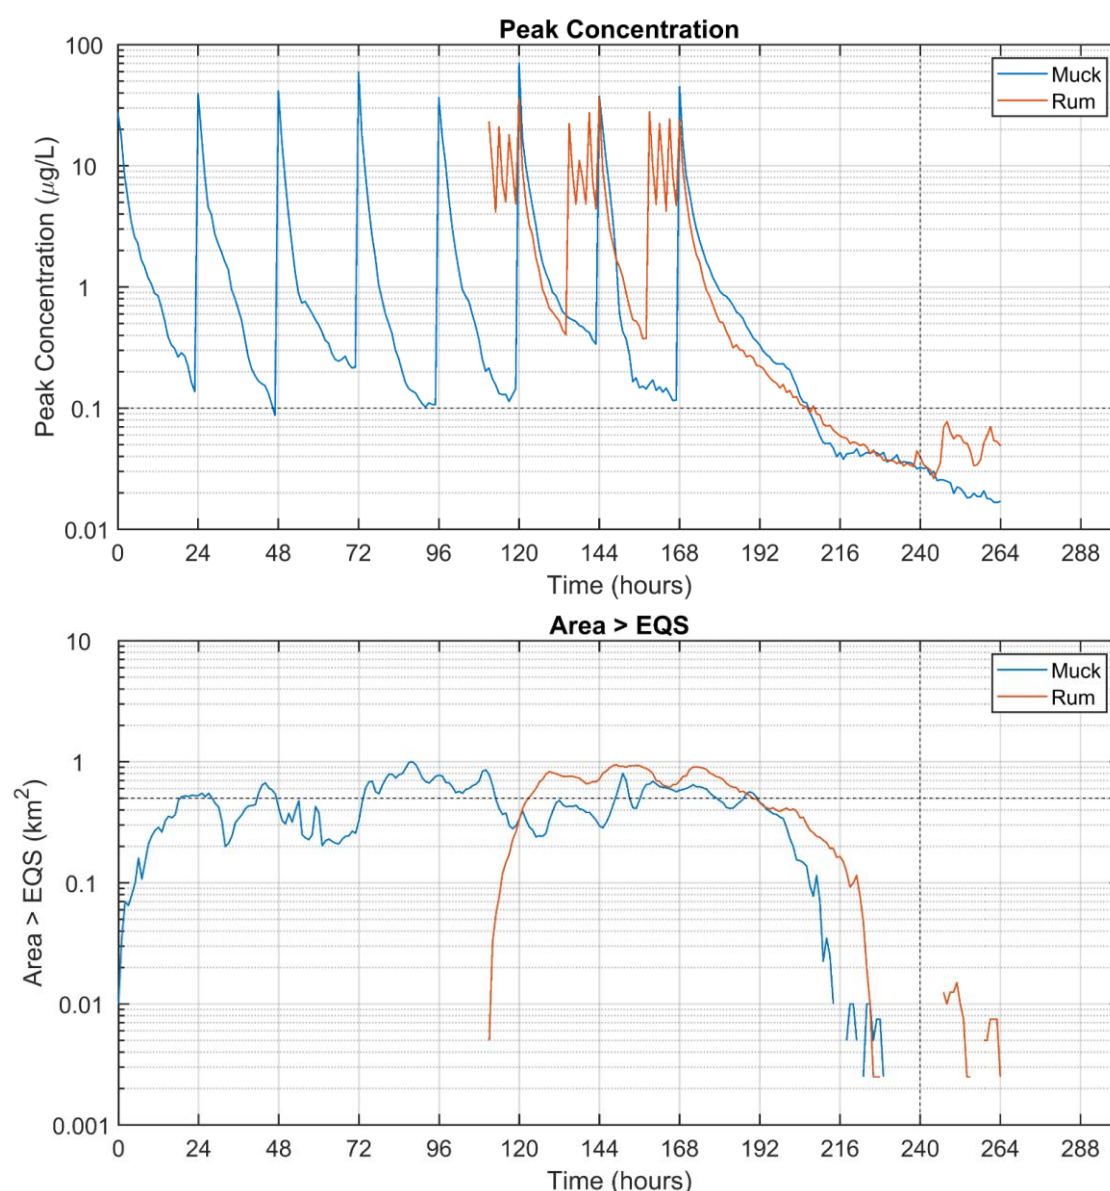 Peak Concentration
100
10
1
0.1
0.01
Peak Concentration (μg/L)
Muck
Rum
0 24 48 72 96 120 144 168 192 216 240 264 288
Time (hours)
Area > EQS
10
1
0.1
0.01
0.001
Area > EQS (km²)
Muck
Rum
0 24 48 72 96 120 144 168 192 216 240 264 288
Time (hours)